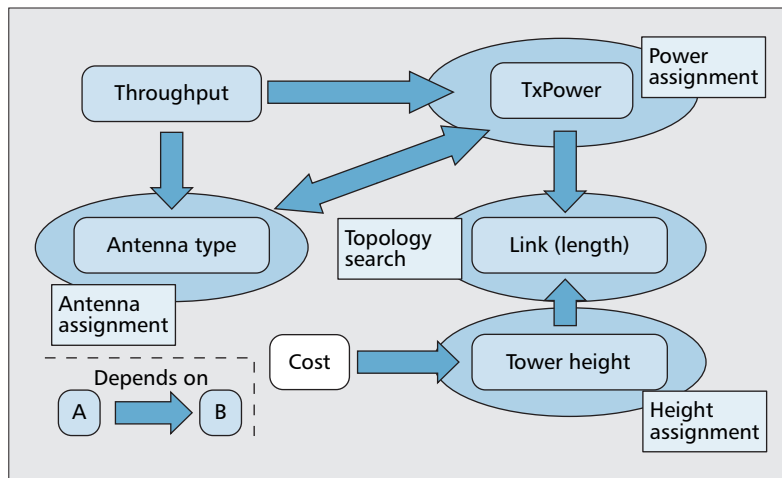 Throughput
TxPower
Power
assignment
Antenna type
Topology
search
Link (length)
Antenna
assignment
Cost
Tower height
Height
assignment
Depends on
A
B